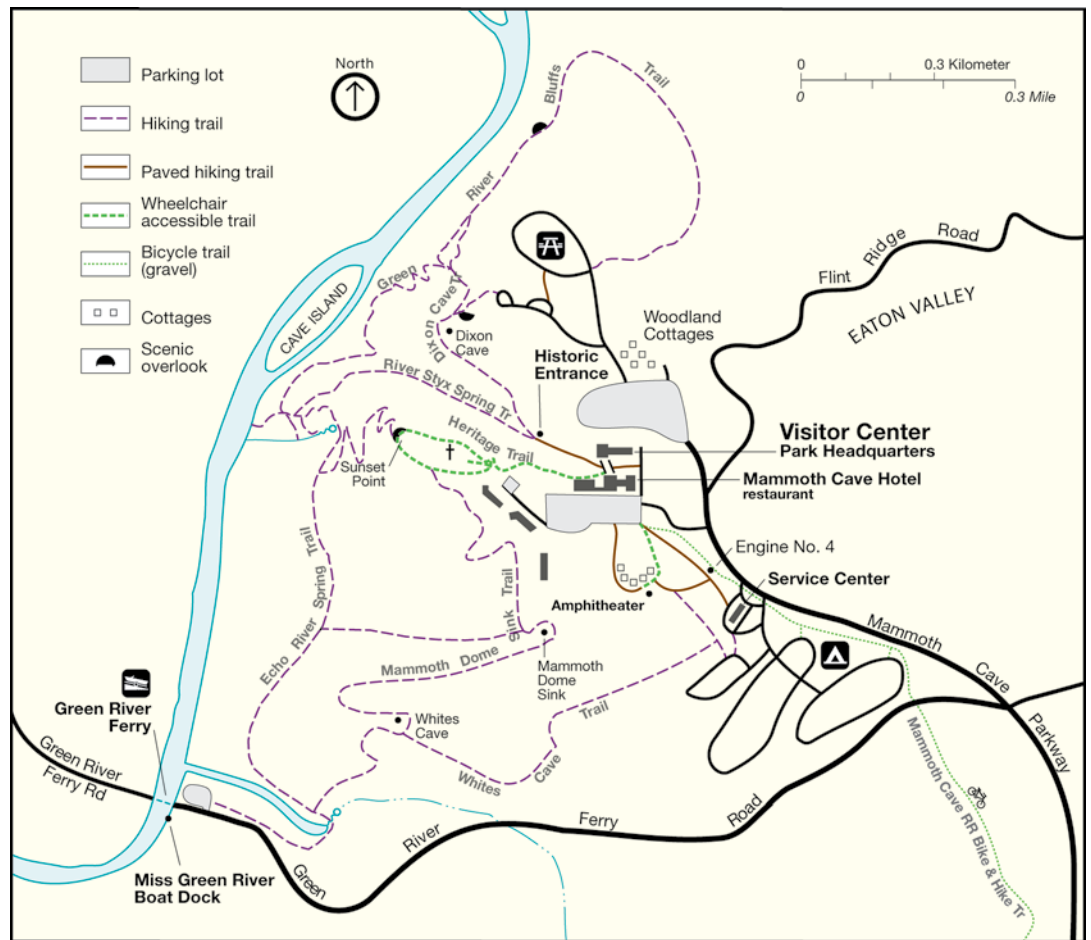 Parking lot
Hiking trail
Paved hiking trail
Wheelchair
accessible trail
Bicycle trail
(gravel)
Cottages
Scenic
overlook
North
0 0.3 Kilometer
0 0.3 Mile
Green River Bluffs Trail
Dixon Cave Tr
Dixon
Cave
CAVE ISLAND
River Styx Spring Tr
Historic
Entrance
Woodland
Cottages
Flint Ridge Road
EATON VALLEY
Heritage Trail
Sunset
Point
Visitor Center
Park Headquarters
Mammoth Cave Hotel
restaurant
Engine No. 4
Service Center
Amphitheater
Echo River Spring Trail
Sink Trail
Mammoth Dome
Mammoth
Dome
Sink
Whites
Cave
Whites Cave Trail
Mammoth Cave Parkway
Mammoth Cave RR Bike & Hike Tr
Green River
Ferry
Green River
Ferry Rd
Miss Green River
Boat Dock
Green River Ferry Road